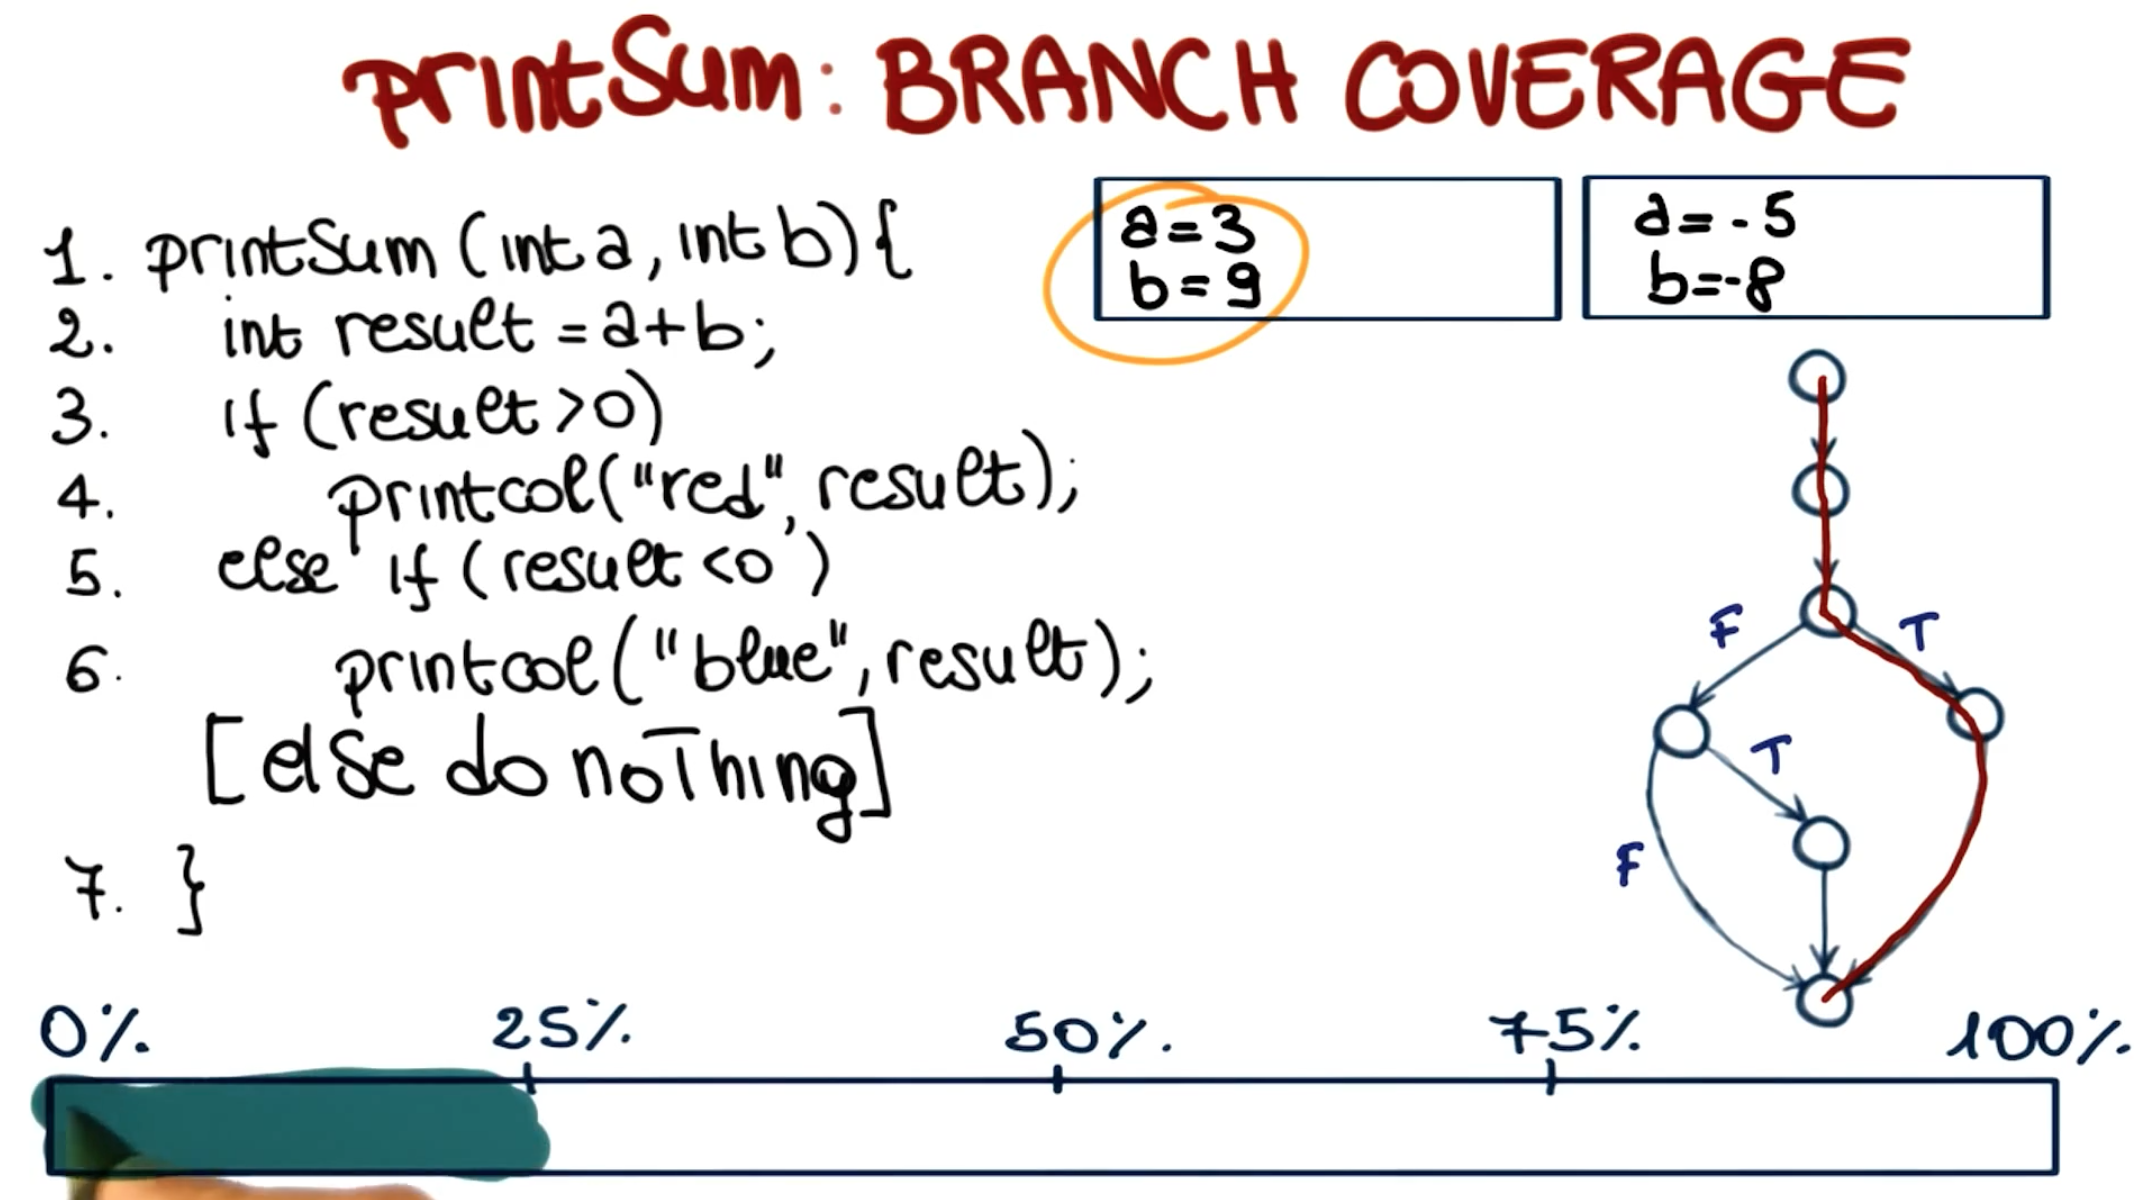 printSum: BRANCH COVERAGE
a=3
b=9
a=-5
b=-8
1. printSum (int a, int b) {
2. int result = a+b;
3. if (result >0)
4. printcol("red", result);
5. else if (result <0 )
6. printcol ("blue", result);
[else do noThing]
7. }
F T
T
F
0% 25% 50% 75% 100%